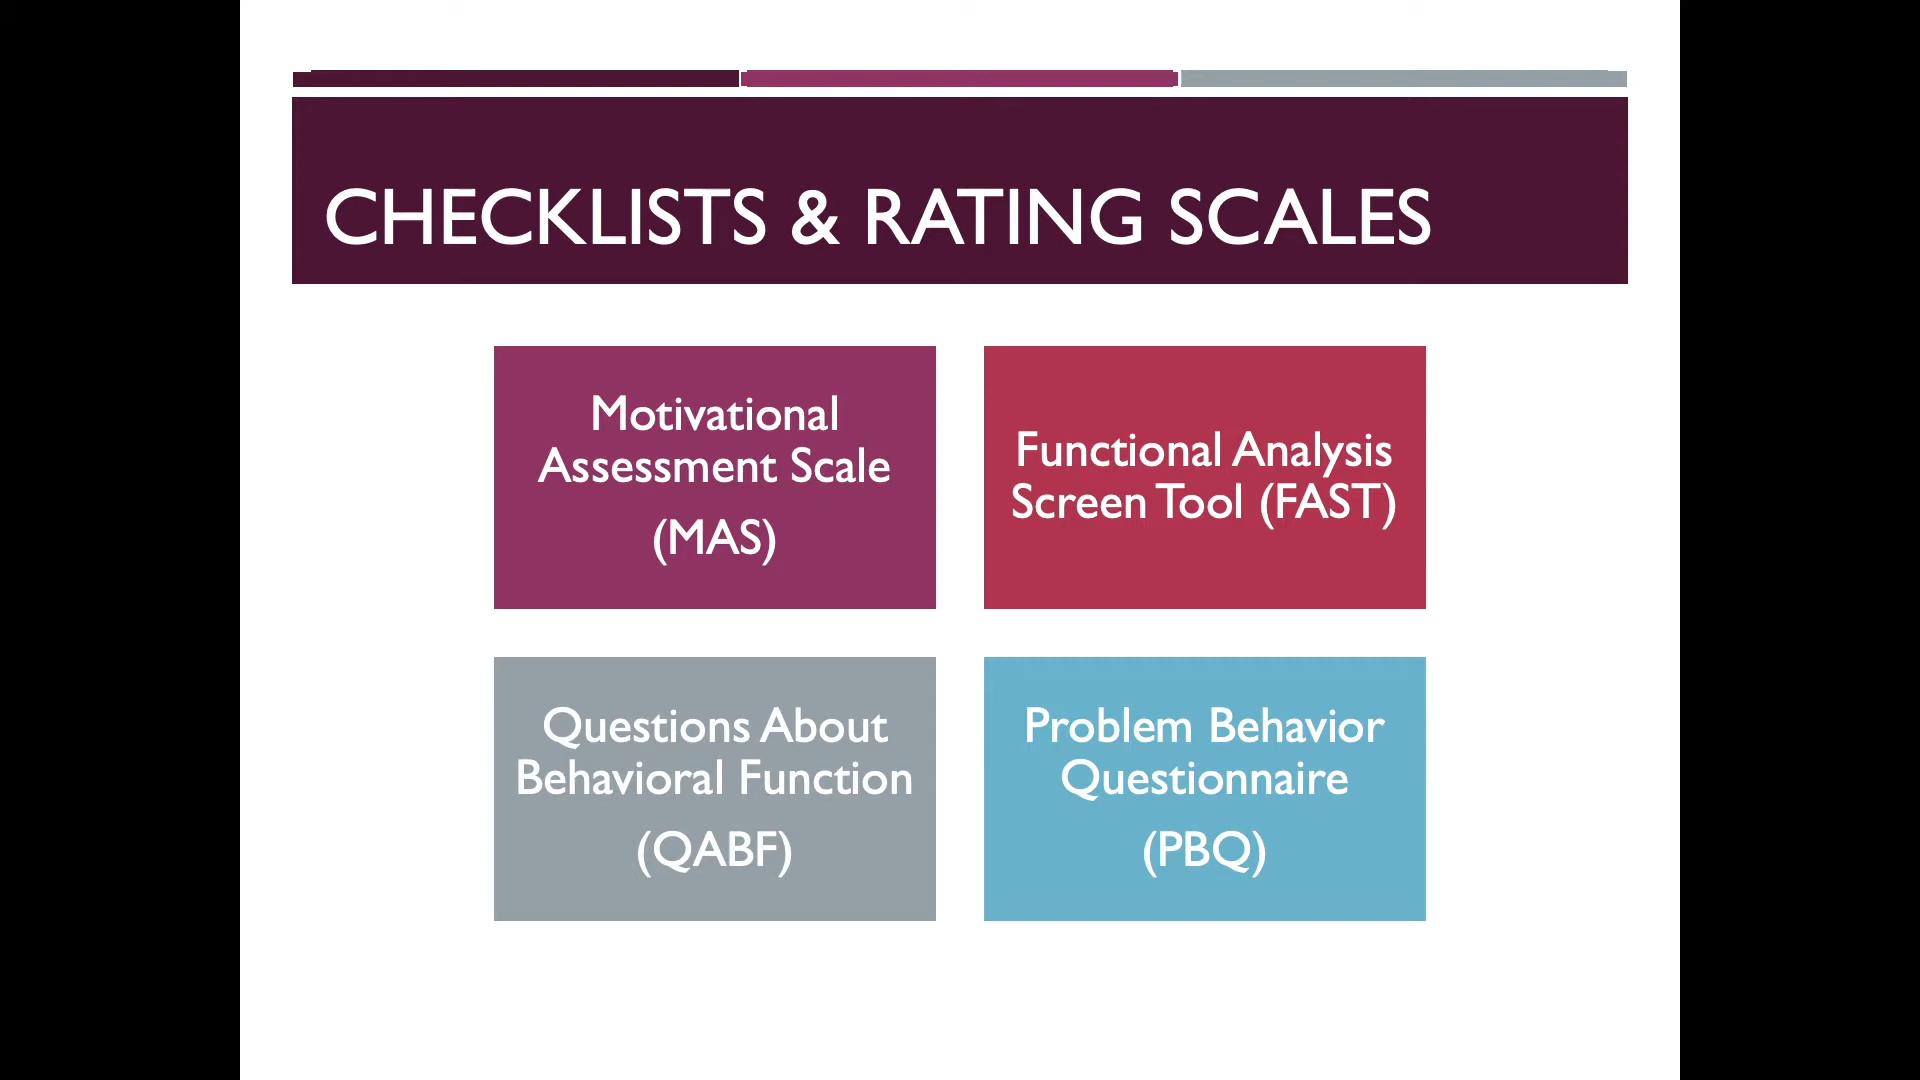 CHECKLISTS & RATING SCALES
Motivational
Assessment Scale
(MAS)
Functional Analysis
Screen Tool (FAST)
Questions About
Behavioral Function
(QABF)
Problem Behavior
Questionnaire
(PBQ)